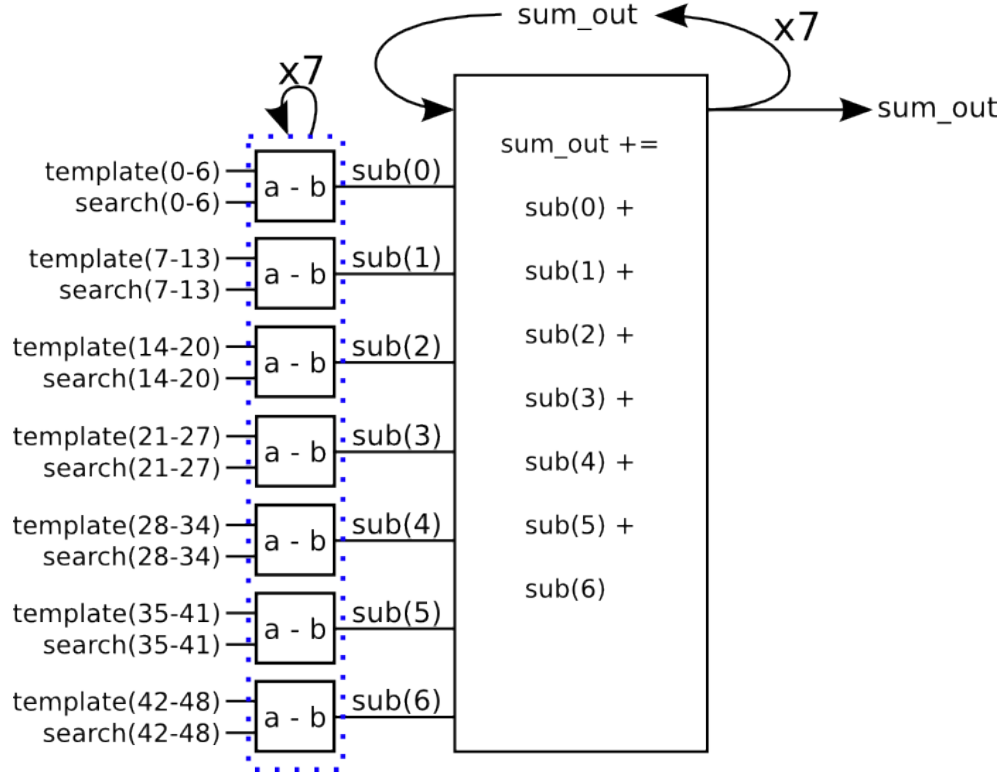 sum_out
x7
x7
sum_out
sum_out +=
template(0-6)
search(0-6)
a - b
sub(0)
sub(0) +
template(7-13)
search(7-13)
a - b
sub(1)
sub(1) +
template(14-20)
search(14-20)
a - b
sub(2)
sub(2) +
template(21-27)
search(21-27)
a - b
sub(3)
sub(3) +
template(28-34)
search(28-34)
a - b
sub(4)
sub(4) +
template(35-41)
search(35-41)
a - b
sub(5)
sub(5) +
template(42-48)
search(42-48)
a - b
sub(6)
sub(6)